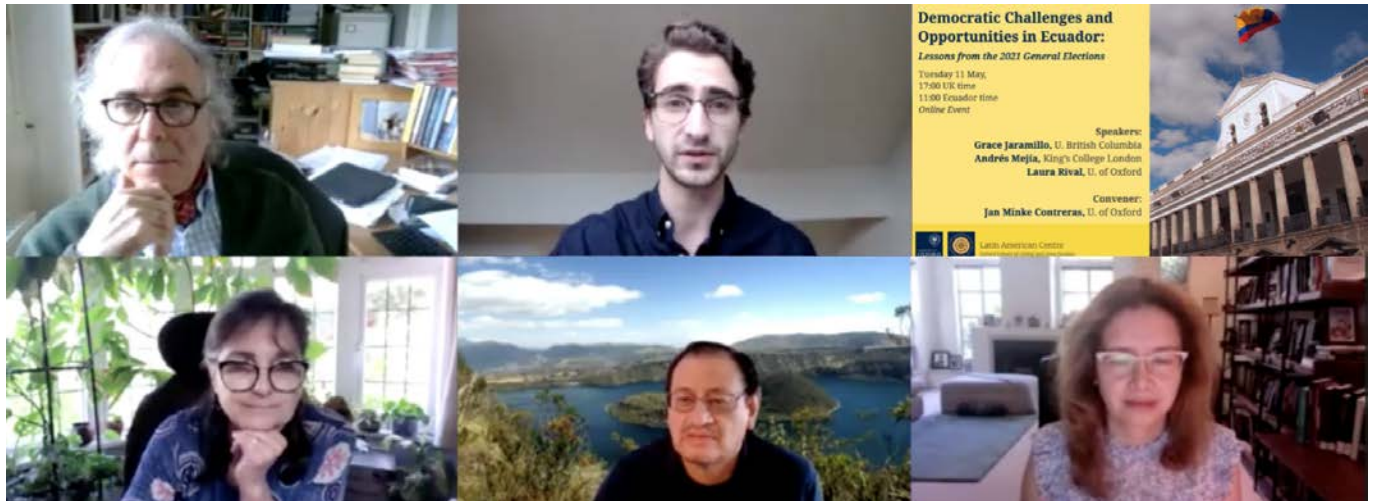 Democratic Challenges and
Opportunities in Ecuador:
Lessons from the 2021 General Elections
Tuesday 11 May,
17:00 UK time
11:00 Ecuador time
Online Event
Speakers:
Grace Jaramillo, U. British Columbia
Andrés Mejía, King's College London
Laura Rival, U. of Oxford
Convener:
Jan Minke Contreras, U. of Oxford
Latin American Centre